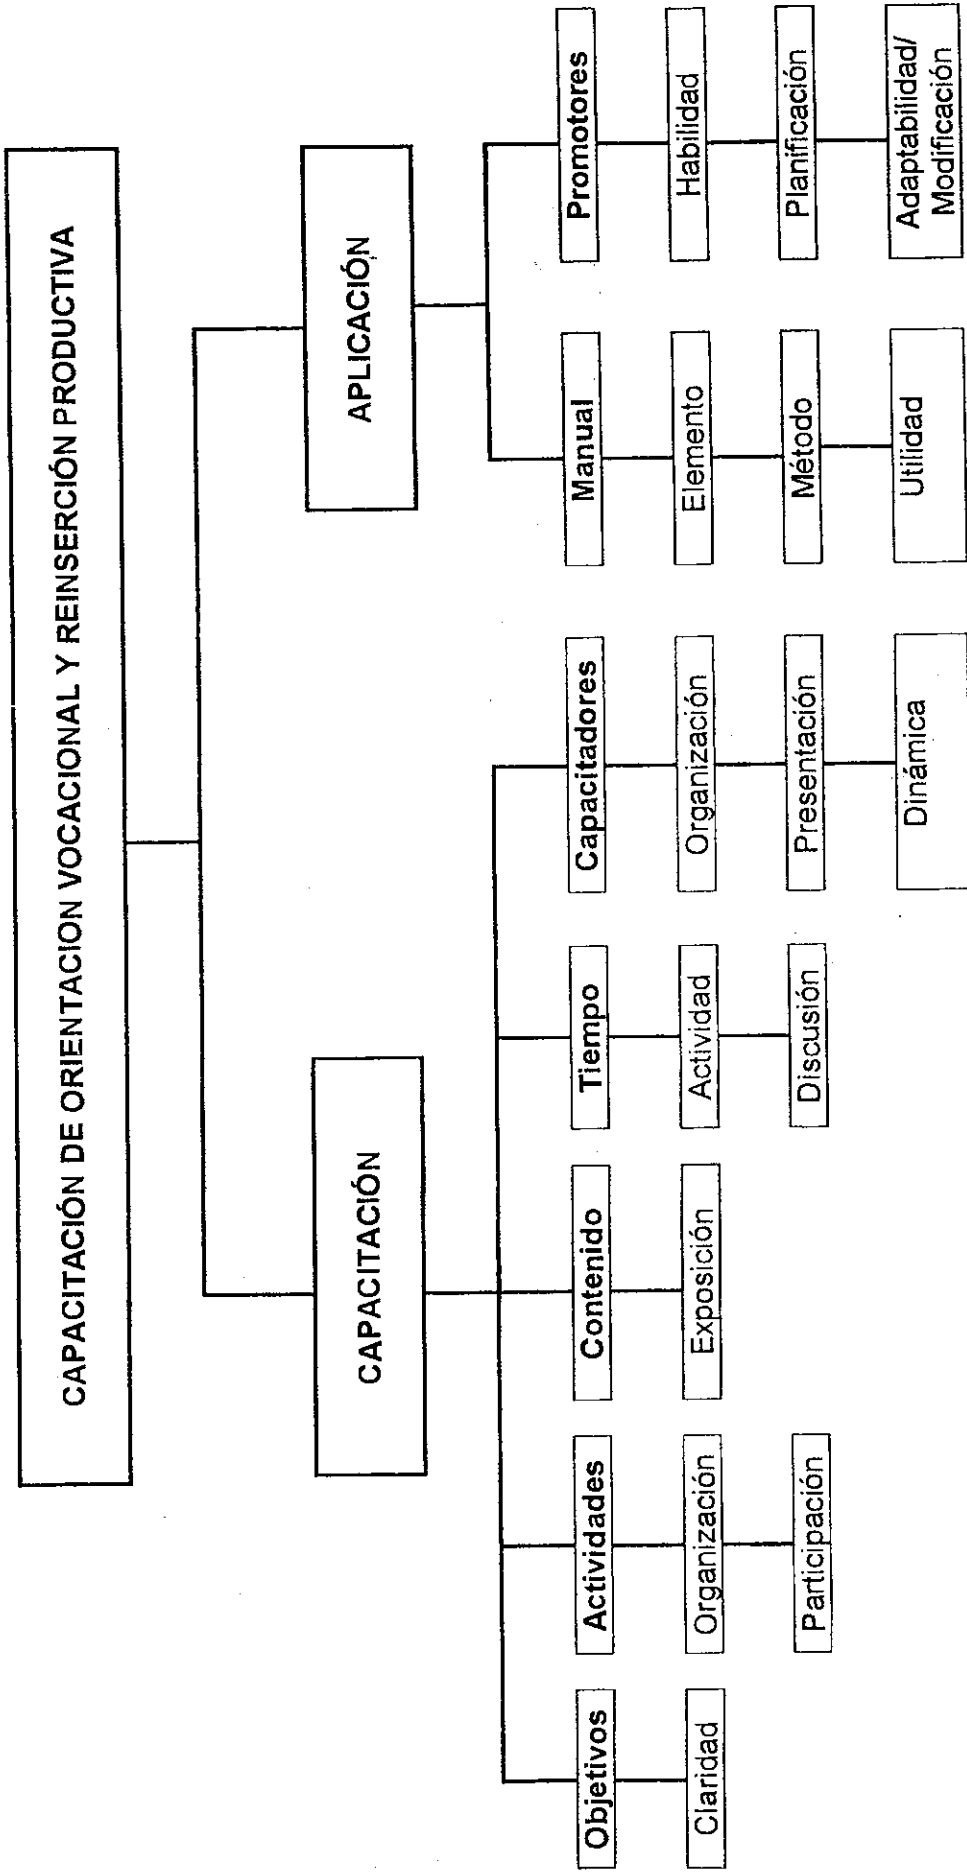 CAPACITACIÓN DE ORIENTACION VOCACIONAL Y REINSERCIÓN PRODUCTIVA
CAPACITACIÓN
APLICACIÓN
Objetivos
Actividades
Contenido
Tiempo
Capacitadores
Manual
Promotores
Claridad
Organización
Exposición
Actividad
Organización
Elemento
Habilidad
Participación
Discusión
Presentación
Método
Planificación
Dinámica
Utilidad
Adaptabilidad/
Modificación